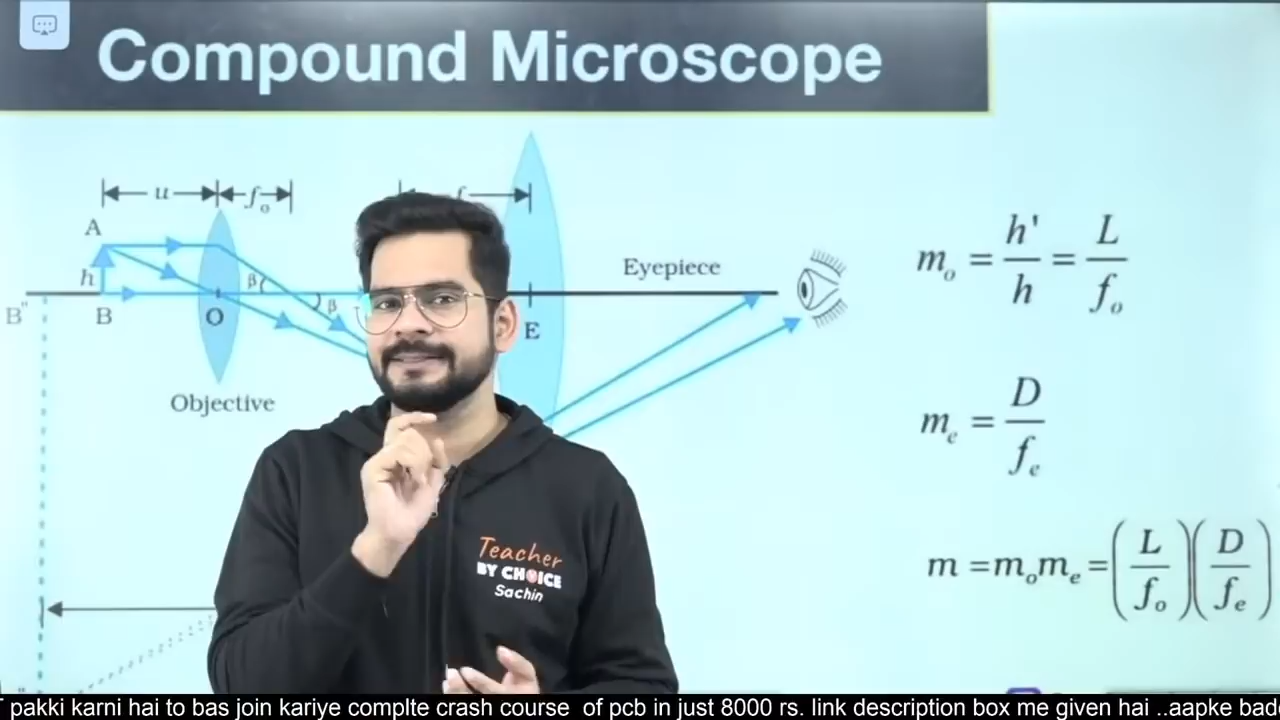 Compound Microscope
u
f₀
f
A
h
β
β
B"
B
O
E
Objective
Eyepiece
mₒ = h'/h = L/fₒ
mₑ = D/fₑ
m =mₒmₑ=(L/fₒ)(D/fₑ)
Teacher
BY CHOICE
Sachin
pakki karni hai to bas join kariye complte crash course of pcb in just 8000 rs. link description box me given hai ..aapke